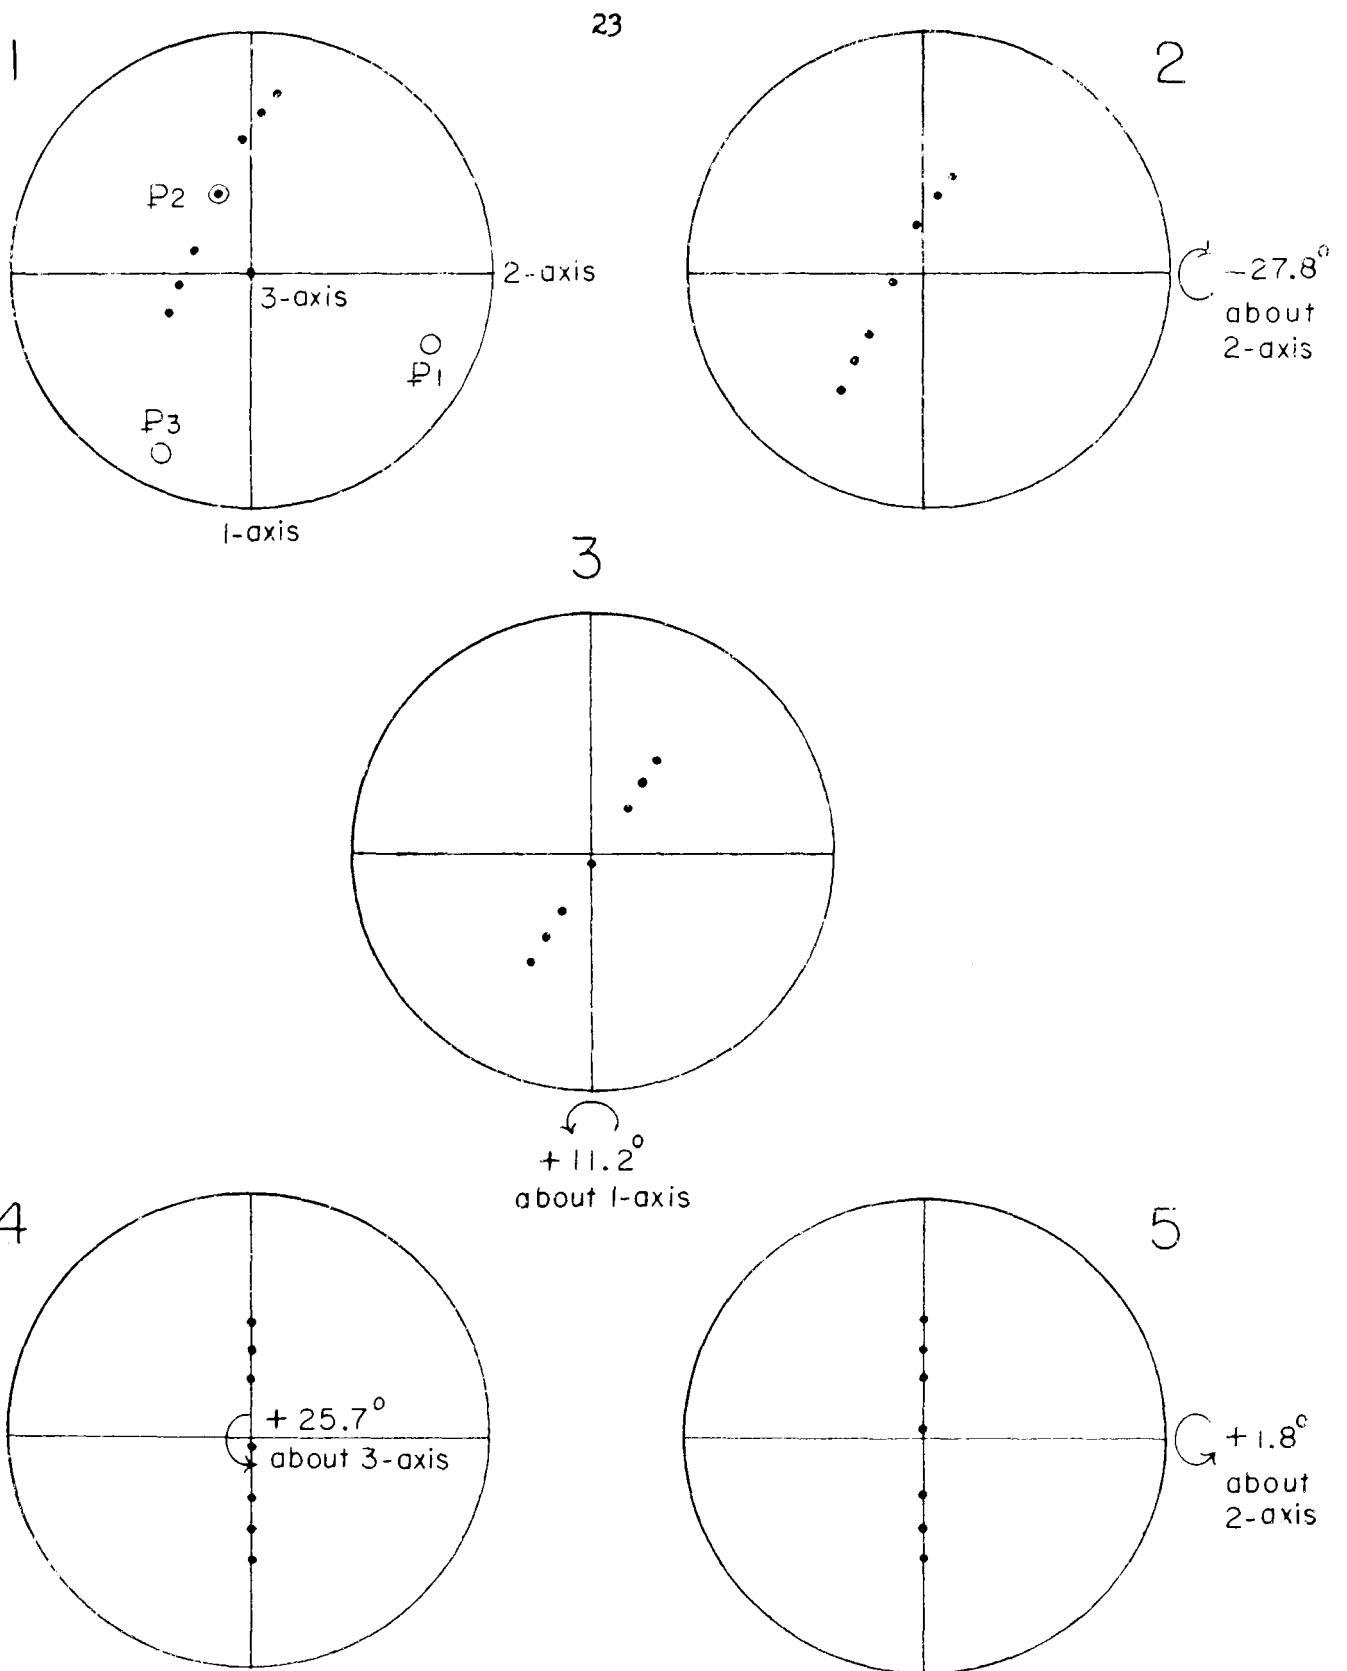 23
1
2
P2
2-axis
3-axis
P1
P3
1-axis
-27.8°
about
2-axis
3
+11.2°
about 1-axis
4
5
+25.7°
about 3-axis
+1.8°
about
2-axis